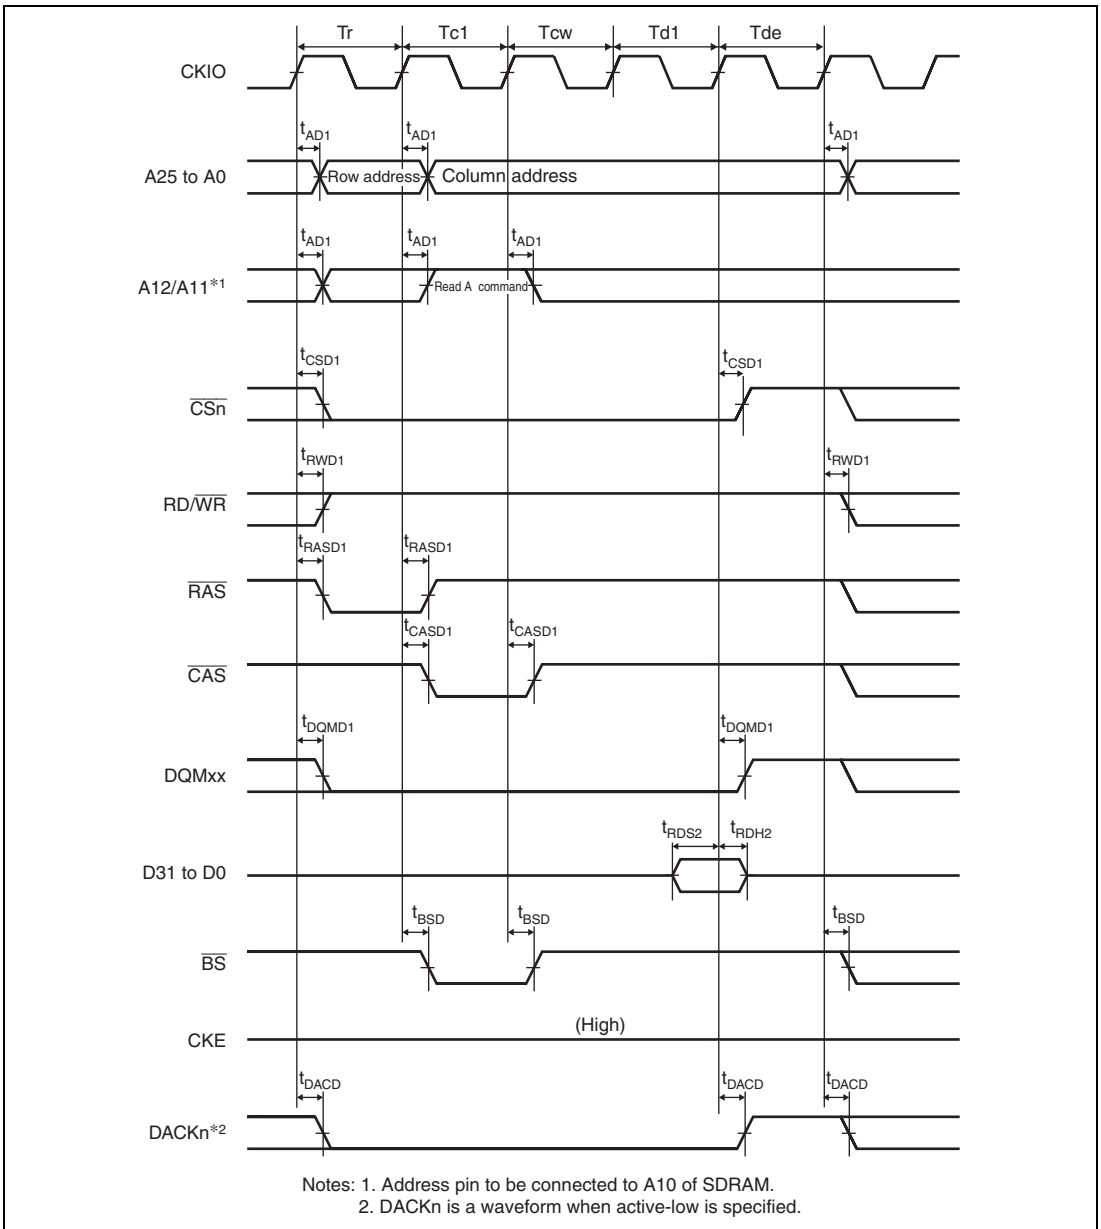 Tr Tc1 Tcw Td1 Tde
CKIO
tAD1 tAD1 tAD1
A25 to A0 Row address Column address
tAD1 tAD1 tAD1
A12/A11*1 Read A command
tCSD1 tCSD1
CSn
tRWD1 tRWD1
RD/WR
tRASD1 tRASD1
RAS
tCASD1 tCASD1
CAS
tDQMD1 tDQMD1
DQMxx
tRDS2 tRDH2
D31 to D0
tBSD tBSD tBSD
BS
(High)
CKE
tDACD tDACD tDACD
DACKn*2
Notes: 1. Address pin to be connected to A10 of SDRAM.
2. DACKn is a waveform when active-low is specified.